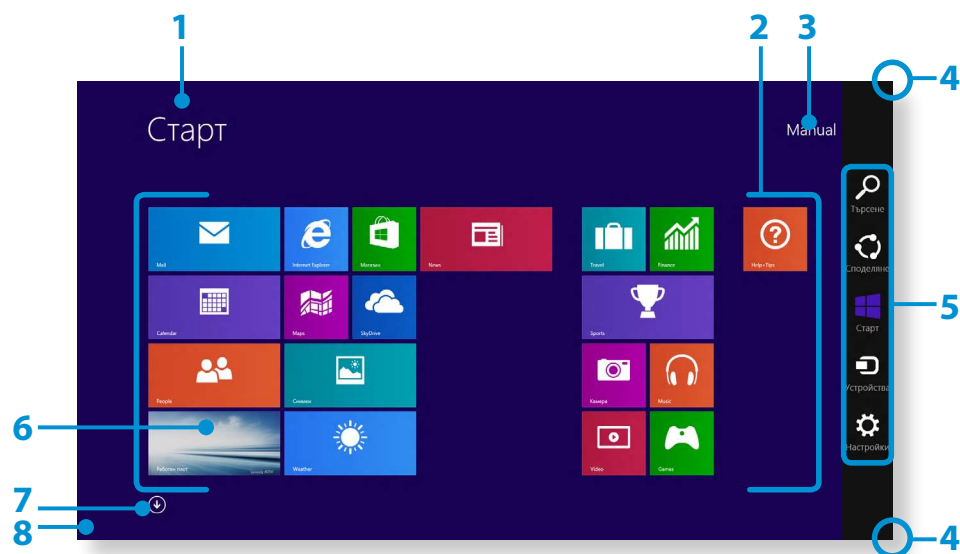 1
2
3
4
Старт
Manual
Търсене
Mail
Internet Explorer
Магазин
News
Travel
Finance
Help+Tips
Споделяне
5
Calendar
Maps
SkyDrive
Sports
Старт
People
Снимки
Камера
Music
Устройства
6
Работен плот
Weather
Video
Games
Настройки
7
8
4